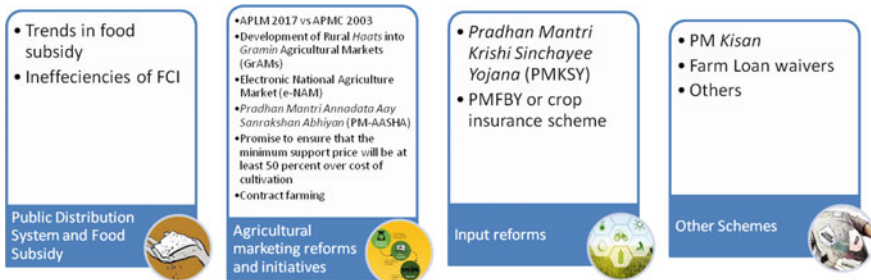 • Trends in food
subsidy
• Ineffeciencies of FCI
Public Distribution
System and Food
Subsidy
•APLM 2017 vs APMC 2003
•Development of Rural Haats into
Gramin Agricultural Markets
(GrAMs)
•Electronic National Agriculture
Market (e-NAM)
•Pradhan Mantri Annadata Aay
Sanrakshan Abhiyan (PM-AASHA)
•Promise to ensure that the
minimum support price will be at
least 50 percent over cost of
cultivation
•Contract farming
Agricultural
marketing reforms
and initiatives
• Pradhan Mantri
Krishi Sinchayee
Yojana (PMKSY)
• PMFBY or crop
insurance scheme
Input reforms
• PM Kisan
• Farm Loan waivers
• Others
Other Schemes